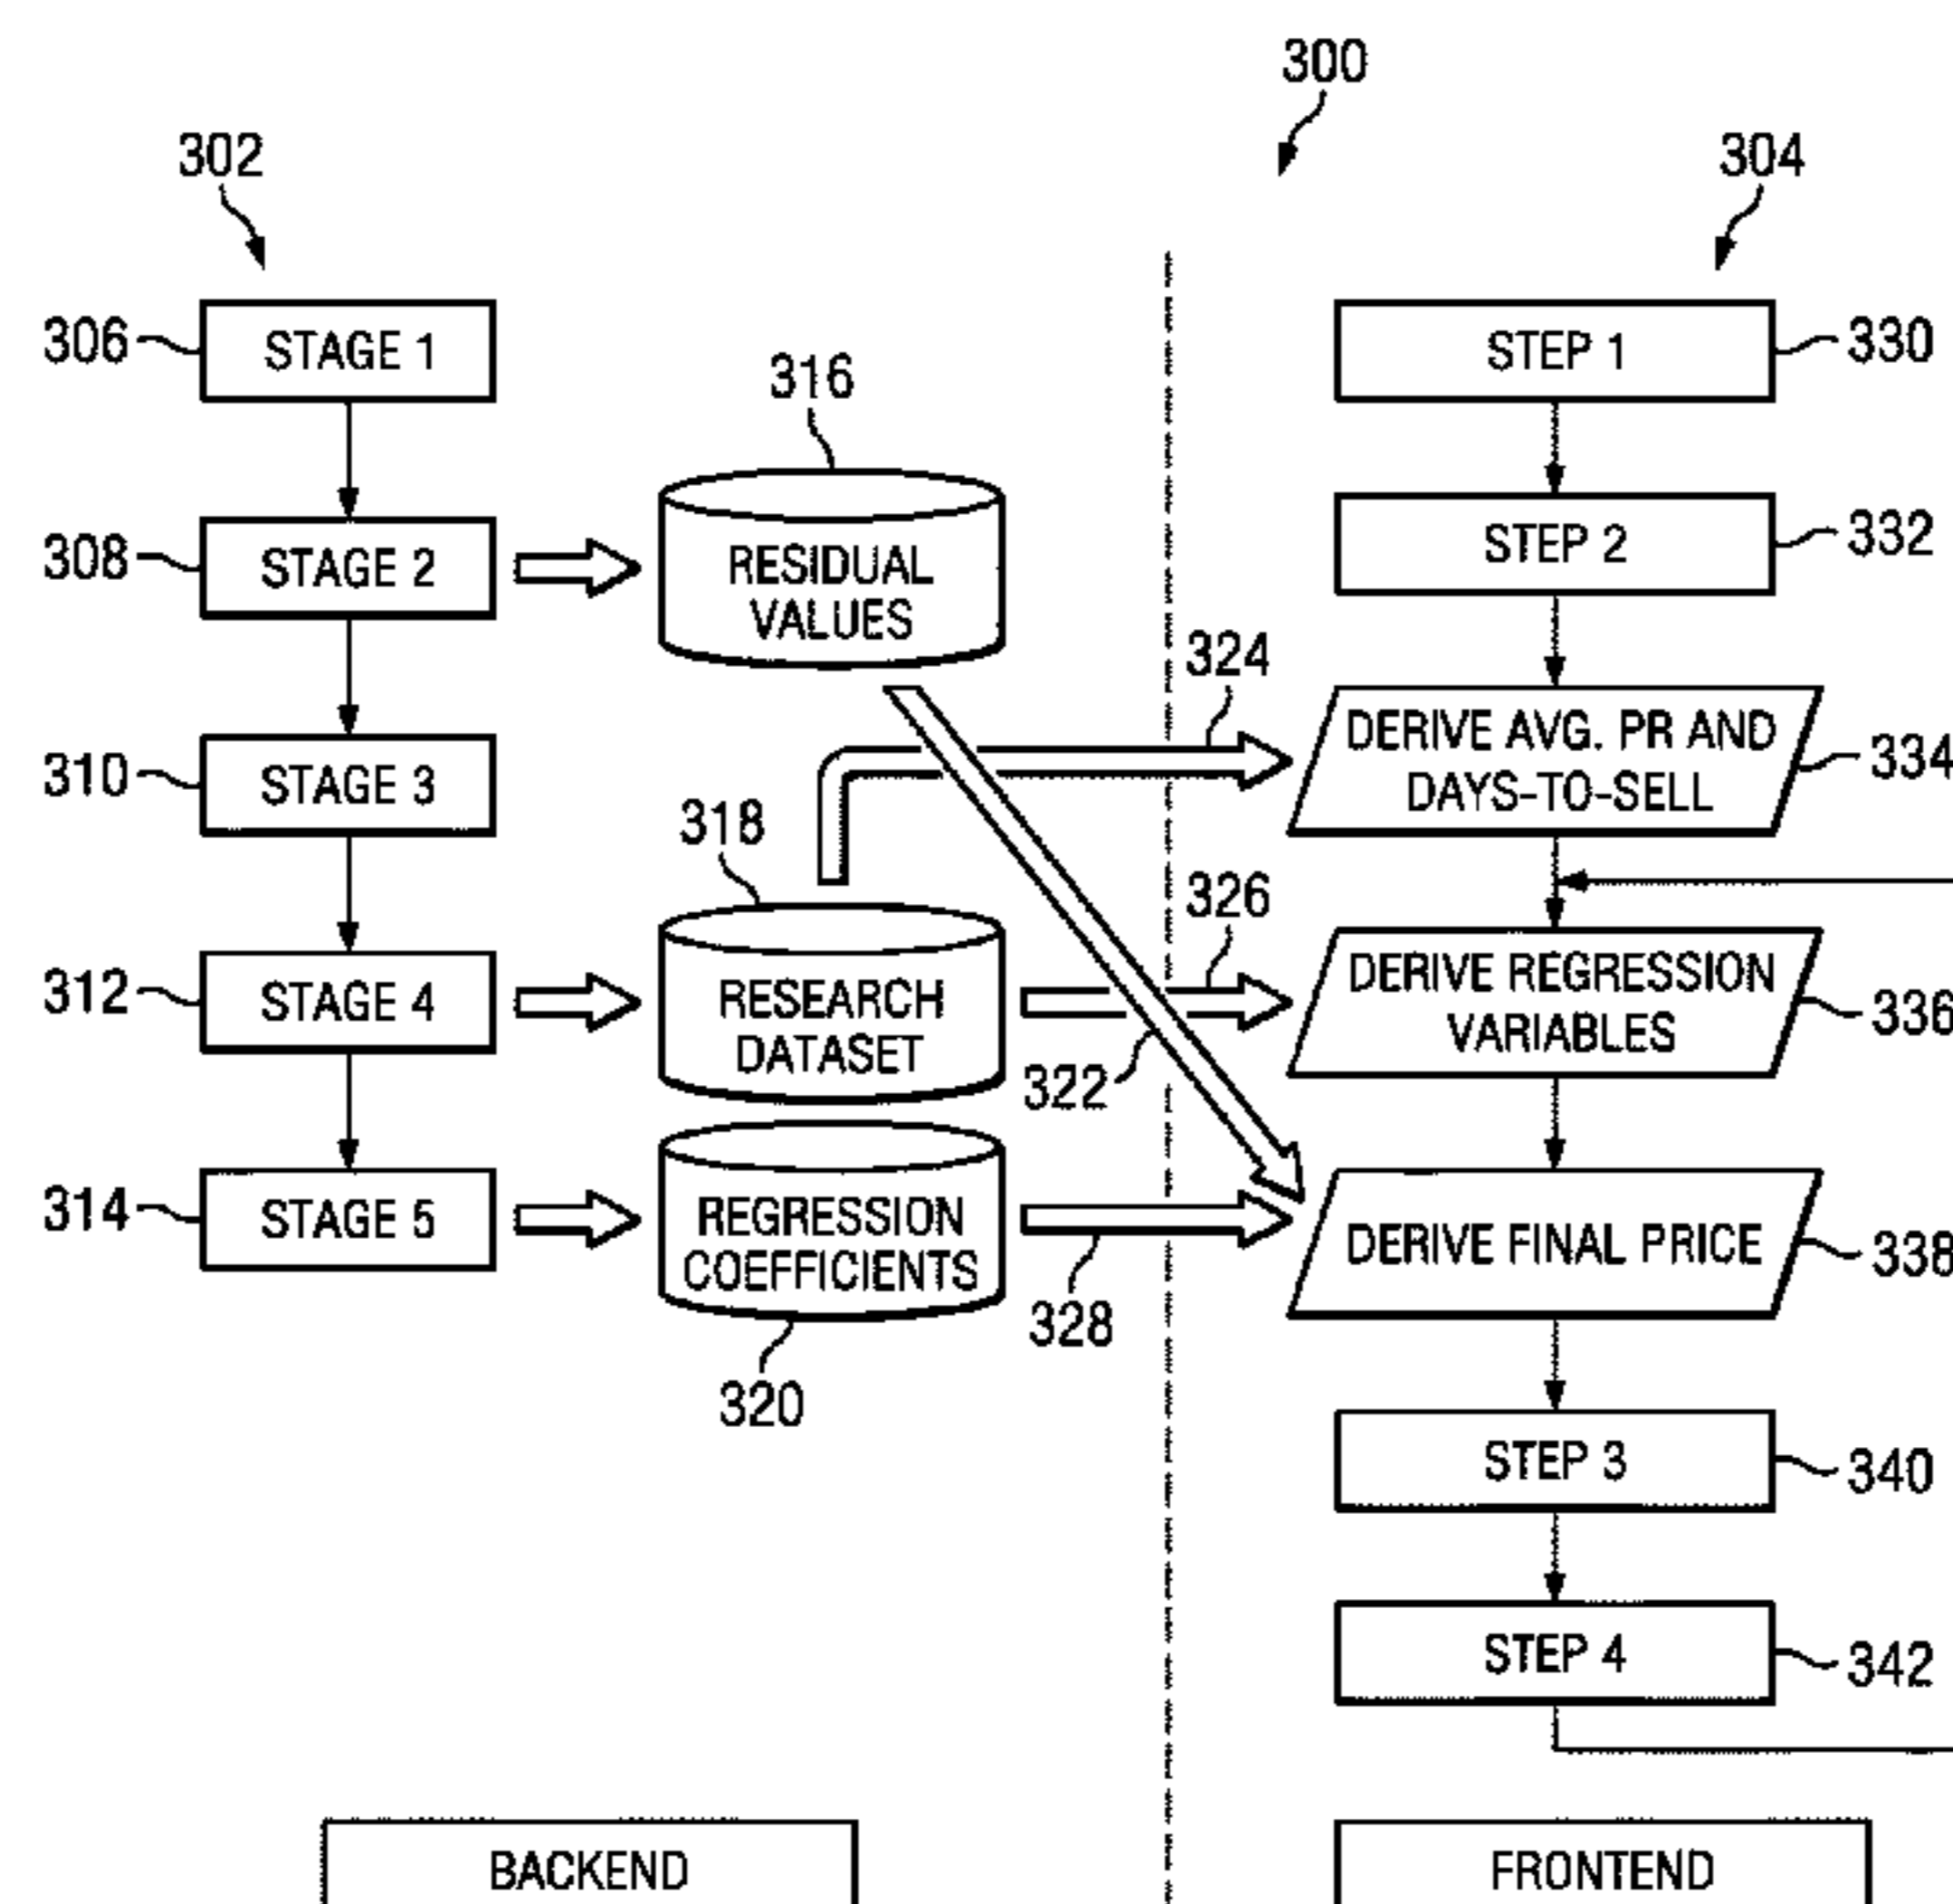 300
302
304
306
STAGE 1
STEP 1
330
316
308
STAGE 2
RESIDUAL
VALUES
STEP 2
332
324
310
STAGE 3
DERIVE AVG. PR AND
DAYS-TO-SELL
334
318
326
312
STAGE 4
RESEARCH
DATASET
DERIVE REGRESSION
VARIABLES
336
322
314
STAGE 5
REGRESSION
COEFFICIENTS
DERIVE FINAL PRICE
338
328
320
STEP 3
340
STEP 4
342
BACKEND
FRONTEND